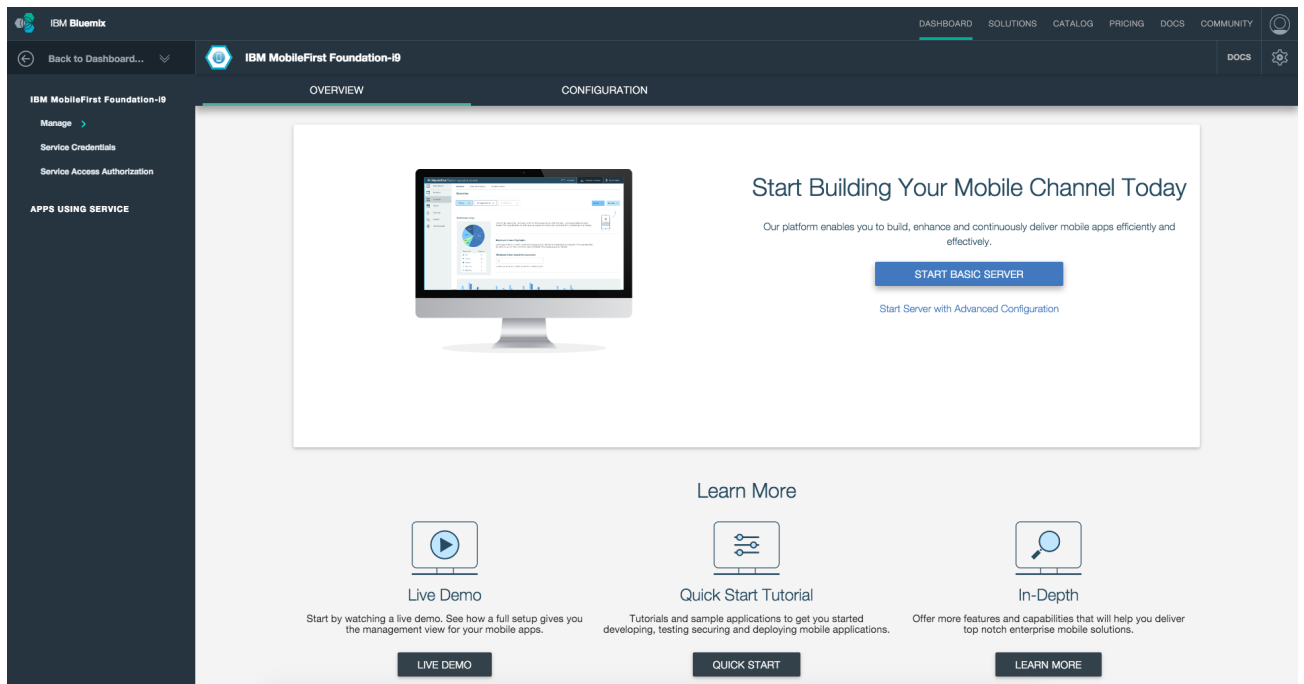 IBM Bluemix
DASHBOARD SOLUTIONS CATALOG PRICING DOCS COMMUNITY
Back to Dashboard...
IBM MobileFirst Foundation-i9
DOCS
IBM MobileFirst Foundation-i9
Manage
Service Credentials
Service Access Authorization
APPS USING SERVICE
OVERVIEW
CONFIGURATION
Start Building Your Mobile Channel Today
Our platform enables you to build, enhance and continuously deliver mobile apps efficiently and
effectively.
START BASIC SERVER
Start Server with Advanced Configuration
Learn More
Live Demo
Start by watching a live demo. See how a full setup gives you
the management view for your mobile apps.
LIVE DEMO
Quick Start Tutorial
Tutorials and sample applications to get you started
developing, testing securing and deploying mobile applications.
QUICK START
In-Depth
Offer more features and capabilities that will help you deliver
top notch enterprise mobile solutions.
LEARN MORE